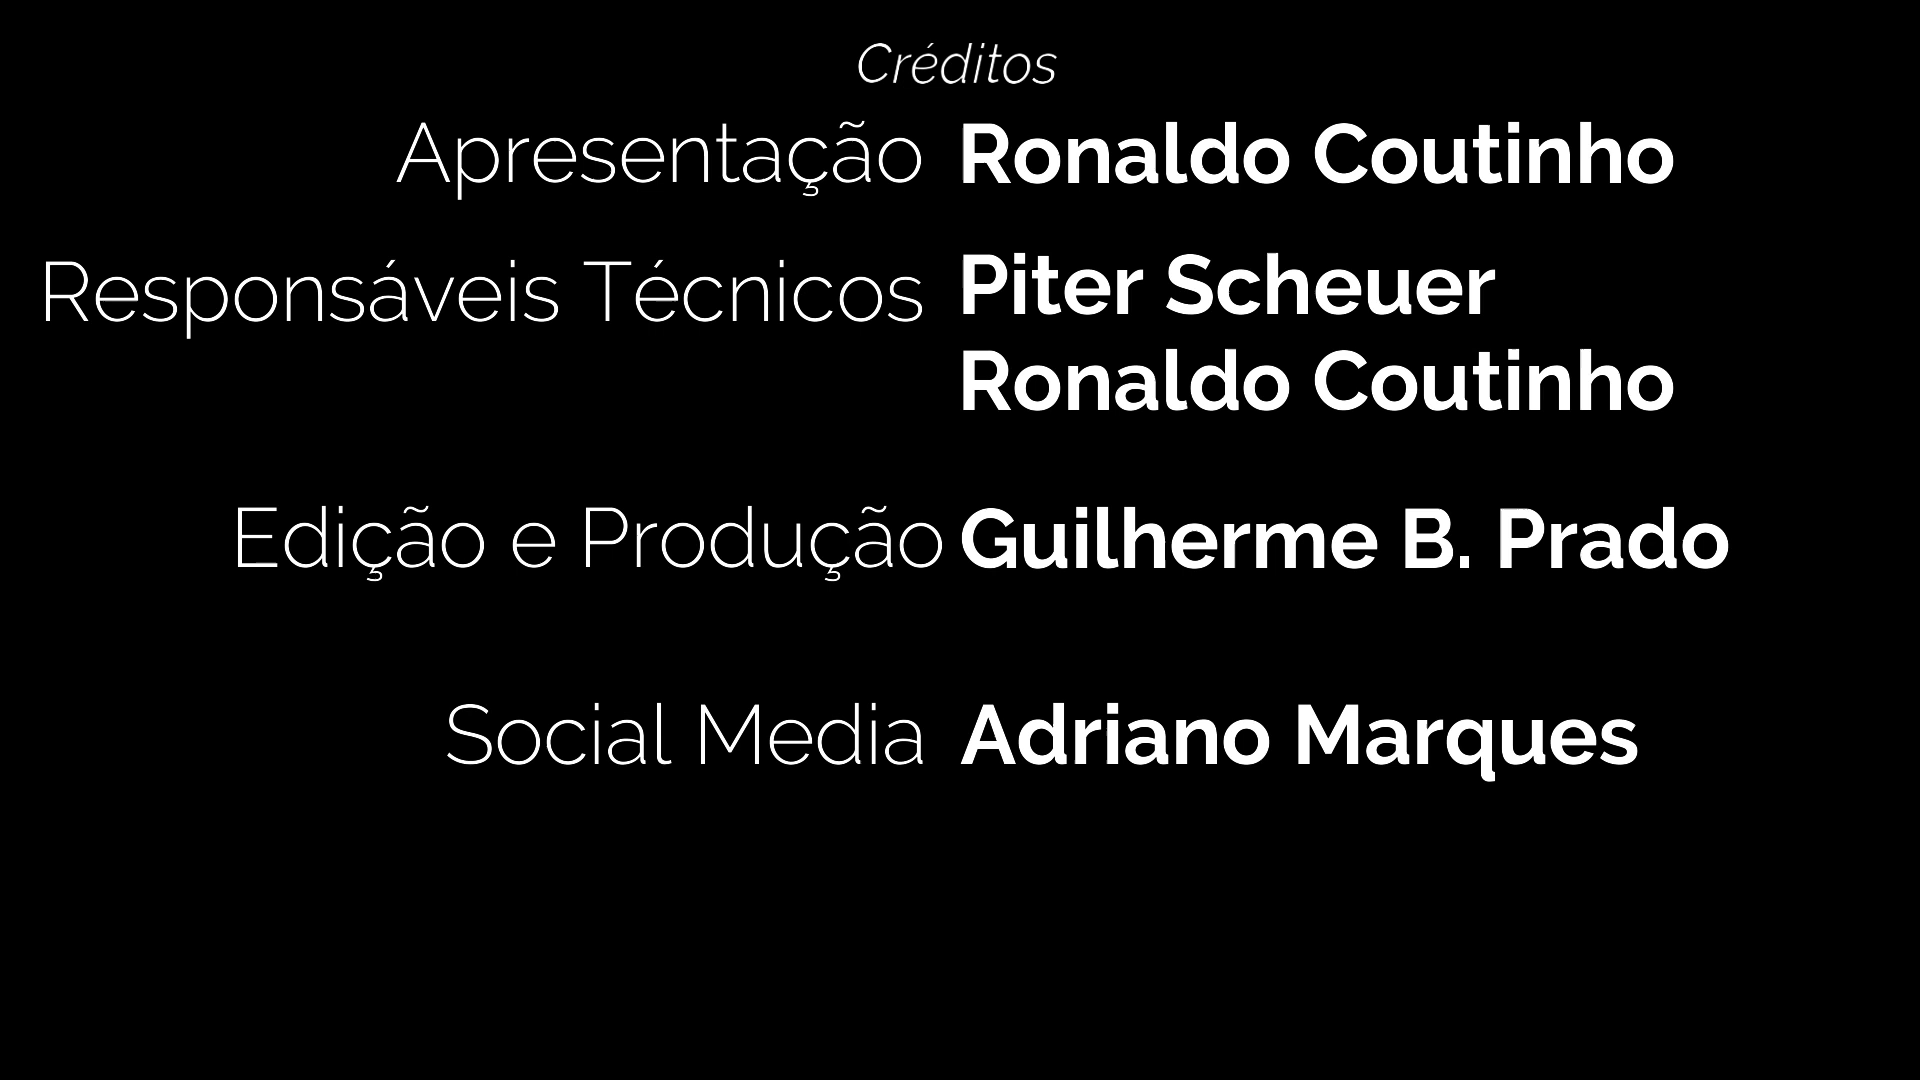 Créditos
Apresentação Ronaldo Coutinho
Responsáveis Técnicos Piter Scheuer
Ronaldo Coutinho
Edição e Produção Guilherme B. Prado
Social Media Adriano Marques